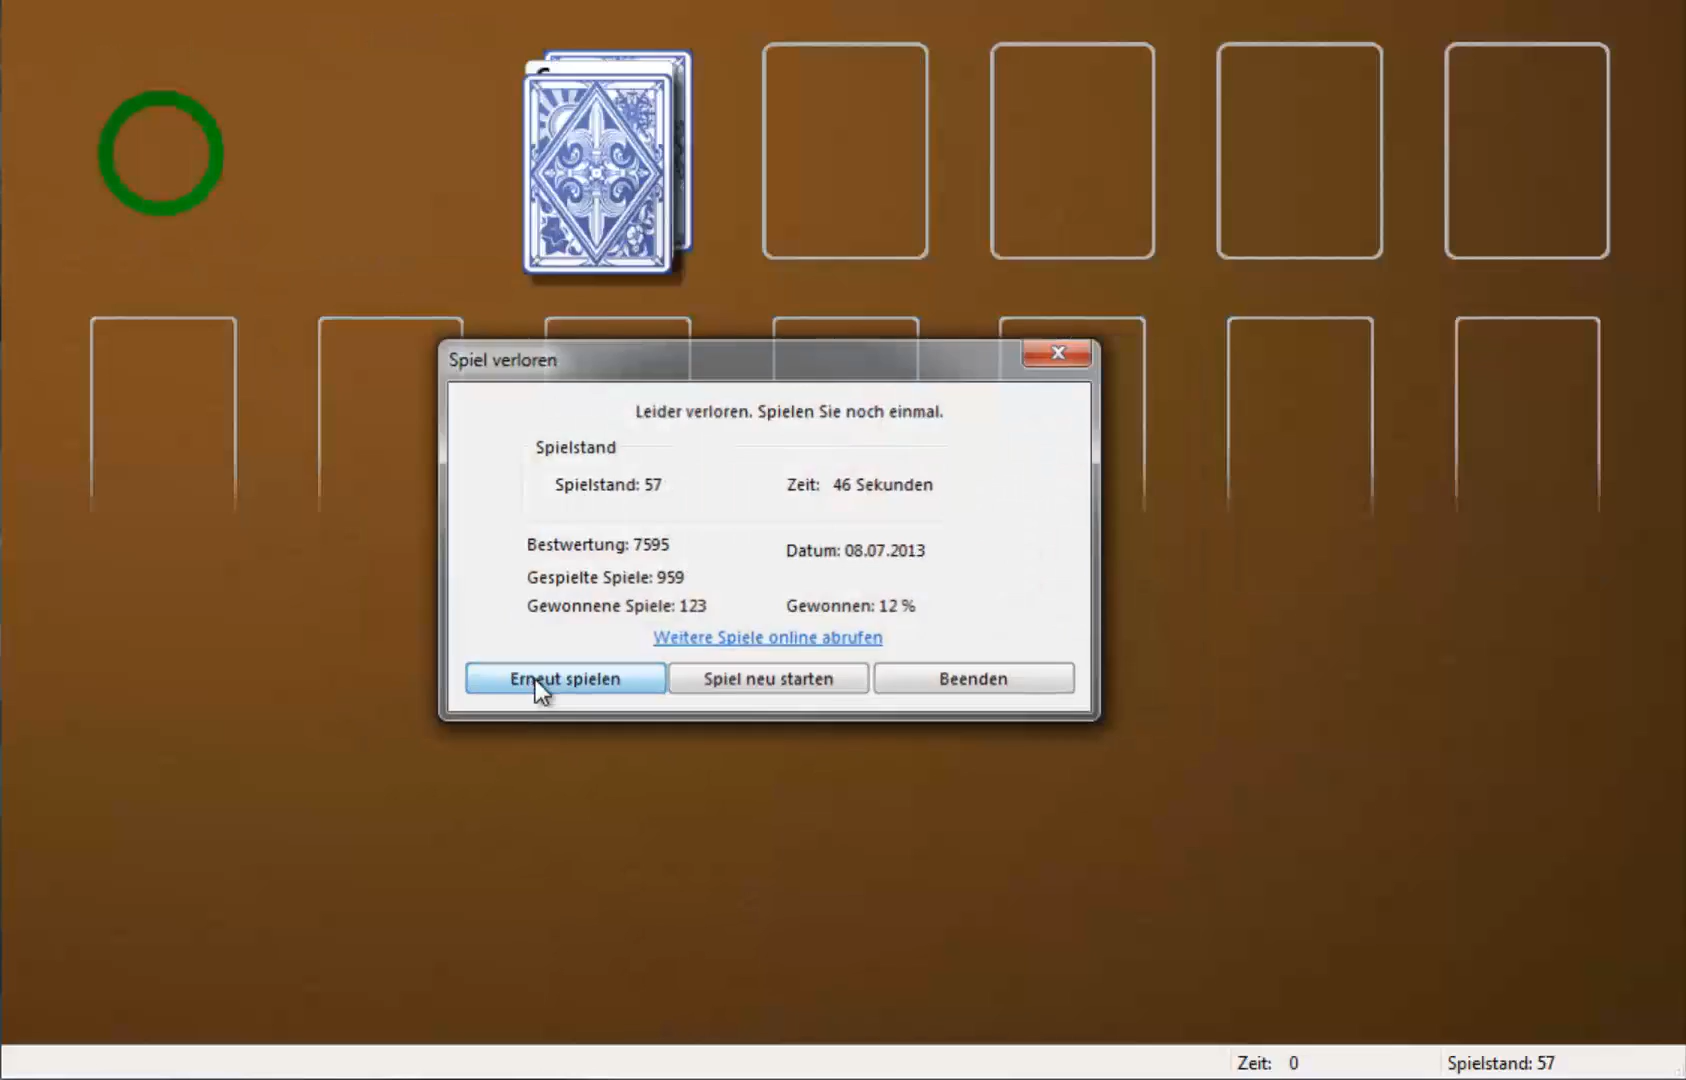 Spiel verloren
Leider verloren. Spielen Sie noch einmal.
Spielstand
Spielstand: 57 Zeit: 46 Sekunden
Bestwertung: 7595 Datum: 08.07.2013
Gespielte Spiele: 959
Gewonnene Spiele: 123 Gewonnen: 12 %
Weitere Spiele online abrufen
Erneut spielen Spiel neu starten Beenden
Zeit: 0 Spielstand: 57